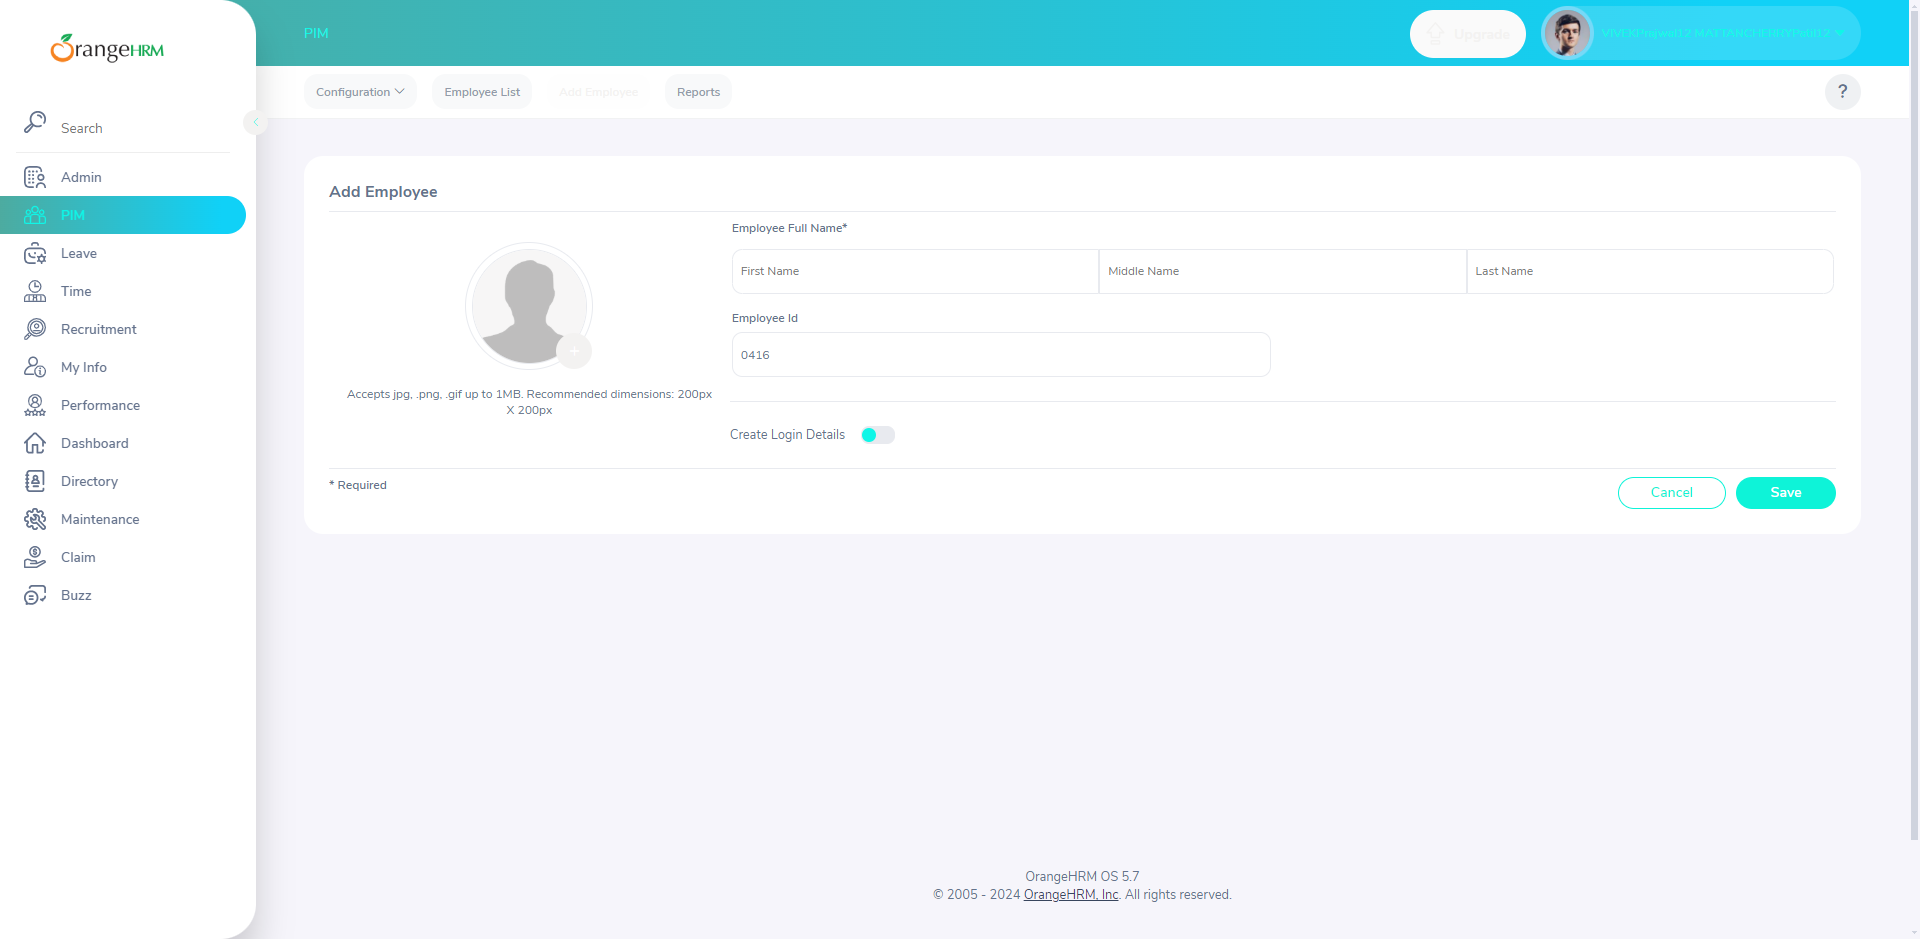 OrangeHRM
PIM
Upgrade
Configuration
Employee List
Add Employee
Reports
?
Search
Admin
PIM
Leave
Time
Recruitment
My Info
Performance
Dashboard
Directory
Maintenance
Claim
Buzz
Add Employee
Accepts jpg, .png, .gif up to 1MB. Recommended dimensions: 200px
X 200px
Employee Full Name*
First Name
Middle Name
Last Name
Employee Id
0416
Create Login Details
* Required
Cancel
Save
OrangeHRM OS 5.7
© 2005 - 2024 OrangeHRM, Inc. All rights reserved.